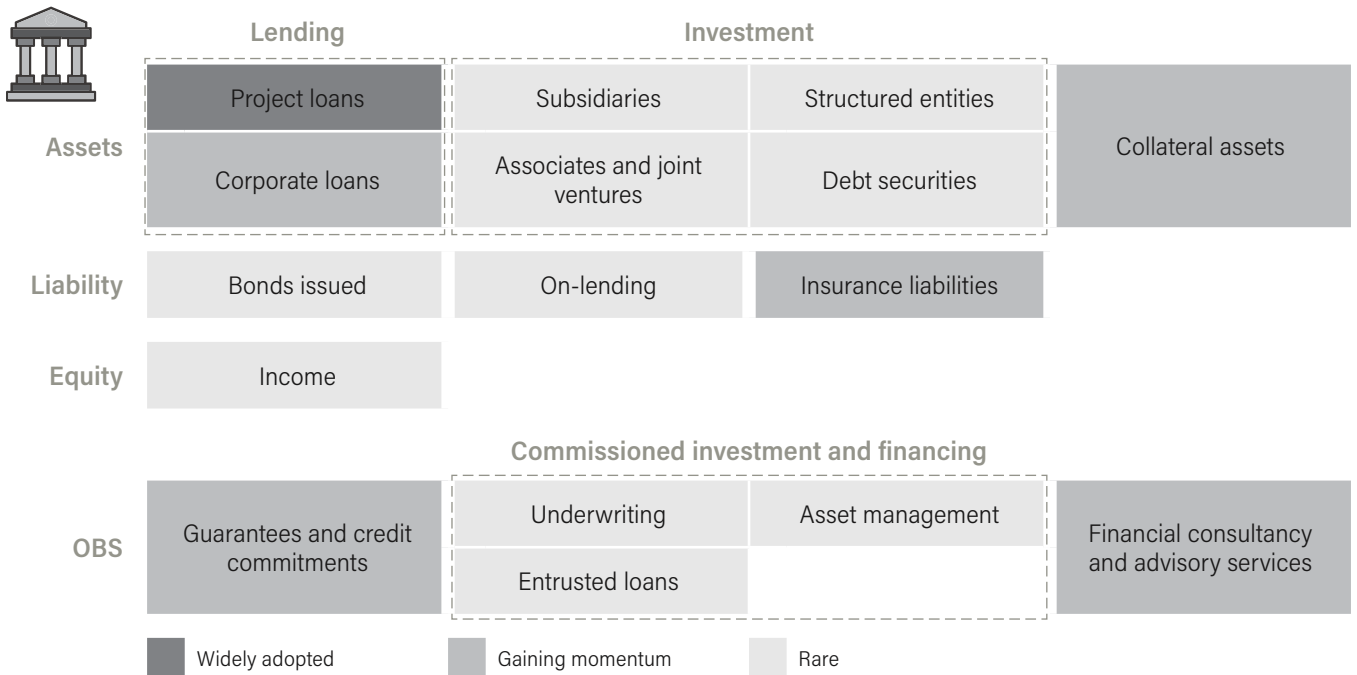 Lending
Investment
Assets
Project loans
Subsidiaries
Structured entities
Collateral assets
Corporate loans
Associates and joint
ventures
Debt securities
Liability
Bonds issued
On-lending
Insurance liabilities
Equity
Income
Commissioned investment and financing
OBS
Guarantees and credit
commitments
Underwriting
Asset management
Entrusted loans
Financial consultancy
and advisory services
Widely adopted
Gaining momentum
Rare